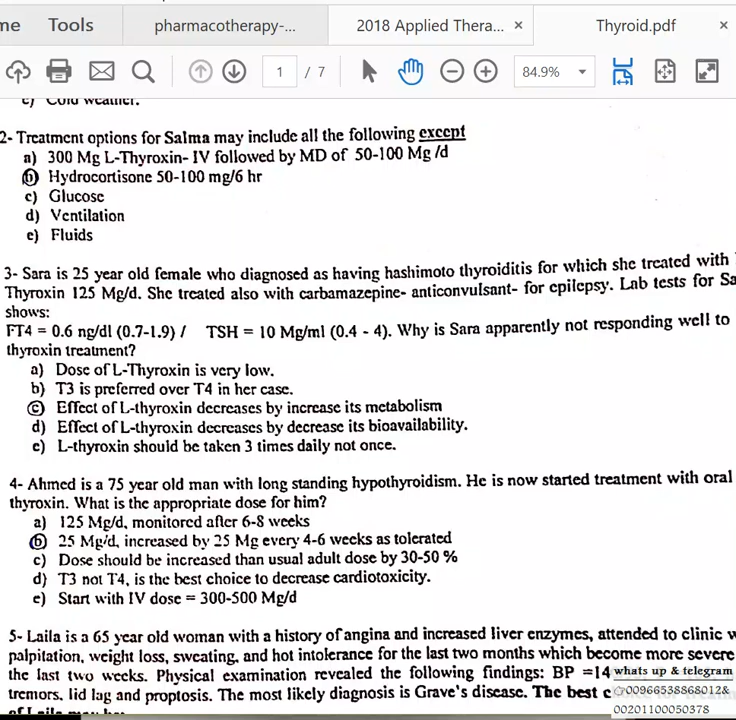 me Tools pharmacotherapy-... 2018 Applied Thera... × Thyroid.pdf ×
1 / 7 84.9%
c) Cold weather.
2- Treatment options for Salma may include all the following except
a) 300 Mg L-Thyroxin- IV followed by MD of 50-100 Mg /d
b) Hydrocortisone 50-100 mg/6 hr
c) Glucose
d) Ventilation
e) Fluids
3- Sara is 25 year old female who diagnosed as having hashimoto thyroiditis for which she treated with
Thyroxin 125 Mg/d. She treated also with carbamazepine- anticonvulsant- for epilepsy. Lab tests for Sa
shows:
FT4 = 0.6 ng/dl (0.7-1.9) / TSH = 10 Mg/ml (0.4 - 4). Why is Sara apparently not responding well to
thyroxin treatment?
a) Dose of L-Thyroxin is very low.
b) T3 is preferred over T4 in her case.
c) Effect of L-thyroxin decreases by increase its metabolism
d) Effect of L-thyroxin decreases by decrease its bioavailability.
e) L-thyroxin should be taken 3 times daily not once.
4- Ahmed is a 75 year old man with long standing hypothyroidism. He is now started treatment with oral
thyroxin. What is the appropriate dose for him?
a) 125 Mg/d, monitored after 6-8 weeks
b) 25 Mg/d, increased by 25 Mg every 4-6 weeks as tolerated
c) Dose should be increased than usual adult dose by 30-50 %
d) T3 not T4, is the best choice to decrease cardiotoxicity.
e) Start with IV dose = 300-500 Mg/d
5- Laila is a 65 year old woman with a history of angina and increased liver enzymes, attended to clinic w
palpitation, weight loss, sweating, and hot intolerance for the last two months which become more severe
the last two weeks. Physical examination revealed the following findings: BP =14
tremors, lid lag and proptosis. The most likely diagnosis is Grave's disease. The best c
of Laila may be:
whats up & telegram
00966538868012&
00201100050378